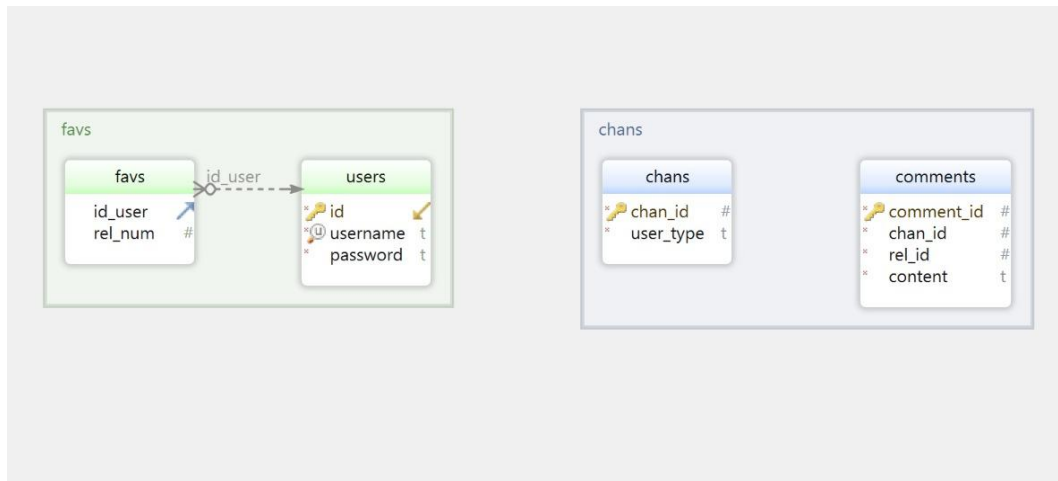 favs
favs
id_user
id_user
rel_num #
users
id
u username t
password t
chans
chans
chan_id #
user_type t
comments
comment_id #
chan_id #
rel_id #
content t